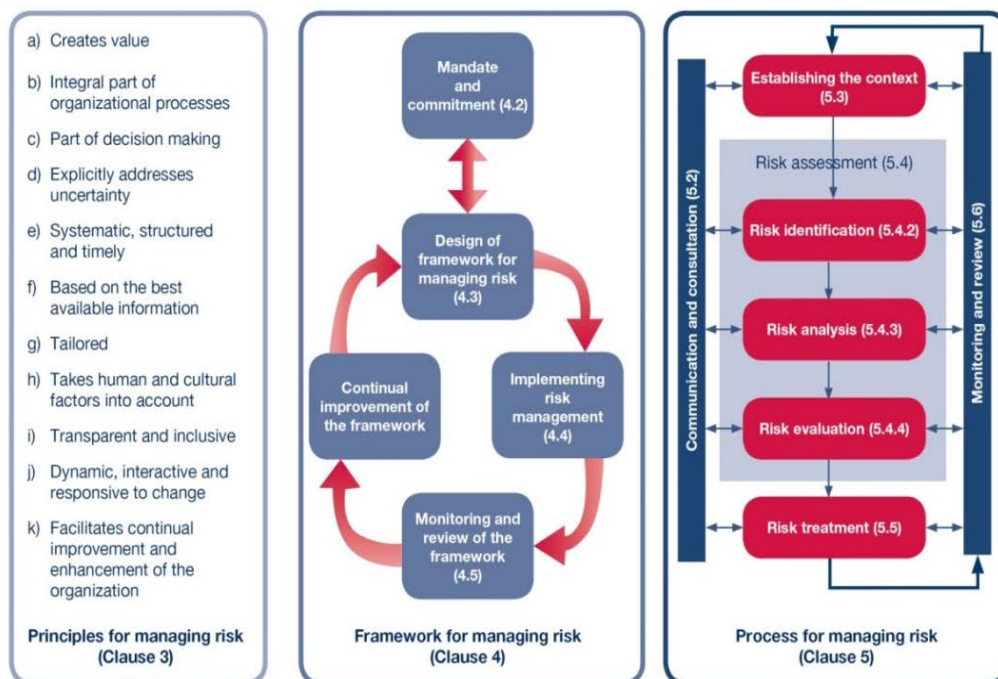 a) Creates value
b) Integral part of
organizational processes
c) Part of decision making
d) Explicitly addresses
uncertainty
e) Systematic, structured
and timely
f) Based on the best
available information
g) Tailored
h) Takes human and cultural
factors into account
i) Transparent and inclusive
j) Dynamic, interactive and
responsive to change
k) Facilitates continual
improvement and
enhancement of the
organization
Principles for managing risk
(Clause 3)
Mandate
and
commitment (4.2)
Design of
framework for
managing risk
(4.3)
Implementing
risk
management
(4.4)
Monitoring and
review of the
framework
(4.5)
Continual
improvement of
the framework
Framework for managing risk
(Clause 4)
Communication and consultation (5.2)
Establishing the context
(5.3)
Risk assessment (5.4)
Risk identification (5.4.2)
Risk analysis (5.4.3)
Risk evaluation (5.4.4)
Risk treatment (5.5)
Monitoring and review (5.6)
Process for managing risk
(Clause 5)